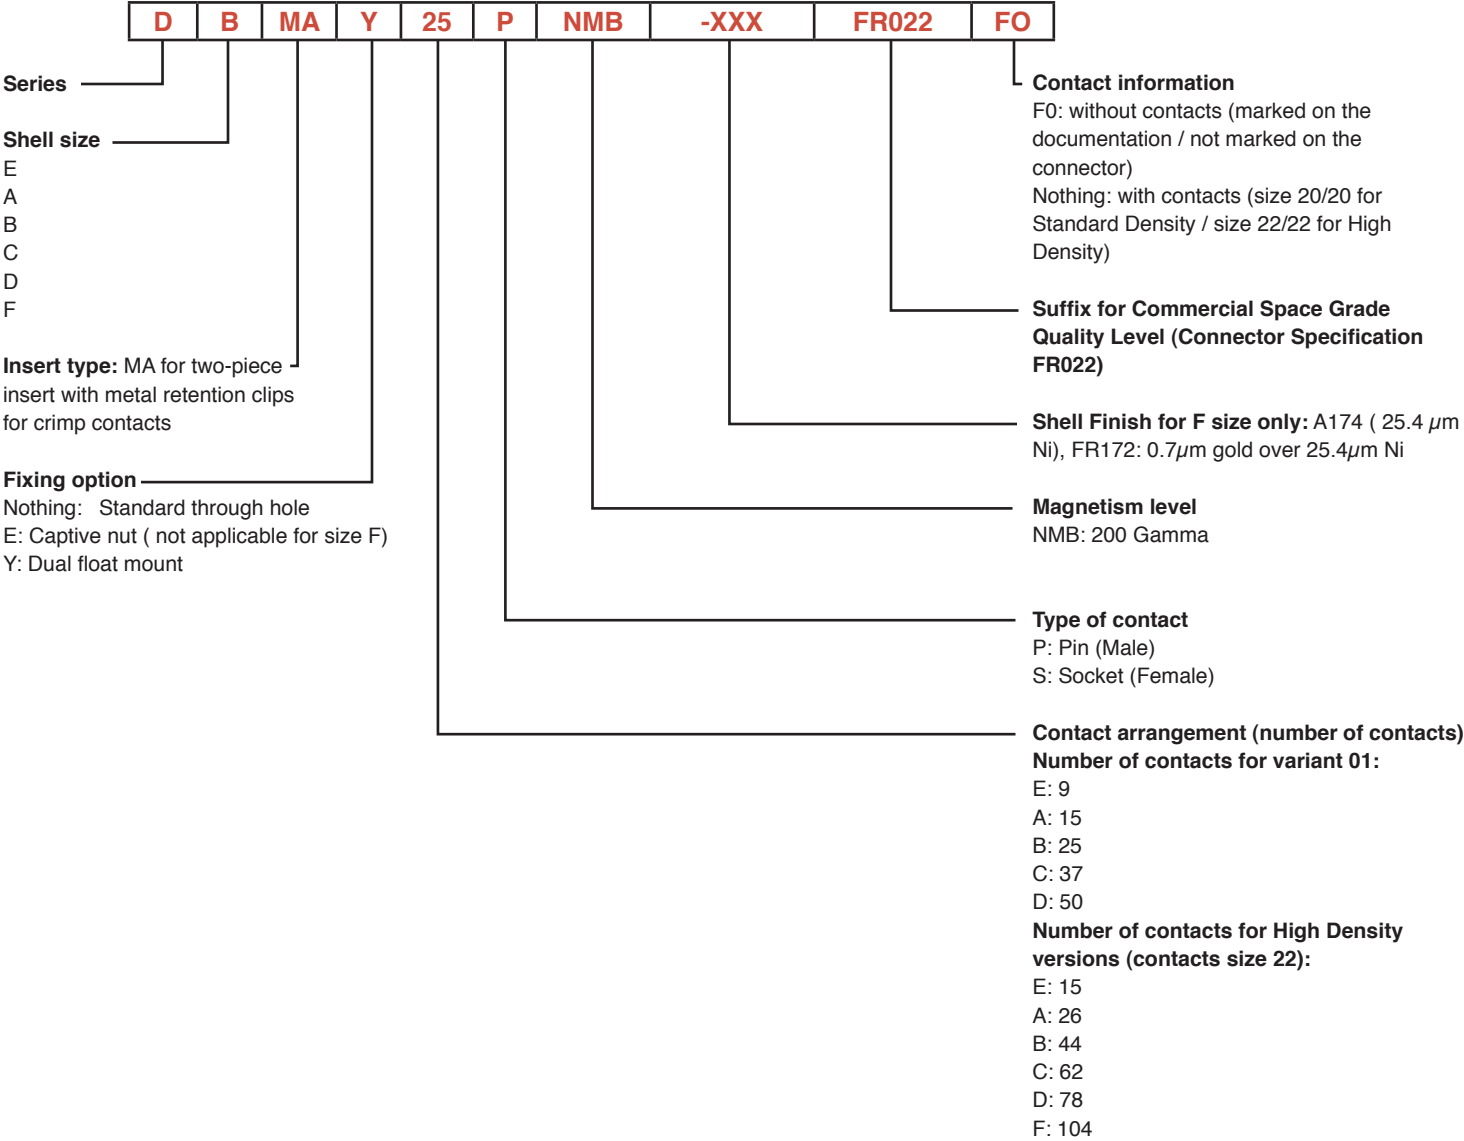 D B MA Y 25 P NMB -XXX FR022 FO
Series
Shell size
E
A
B
C
D
F
Insert type: MA for two-piece
insert with metal retention clips
for crimp contacts
Fixing option
Nothing: Standard through hole
E: Captive nut ( not applicable for size F)
Y: Dual float mount
Contact information
F0: without contacts (marked on the
documentation / not marked on the
connector)
Nothing: with contacts (size 20/20 for
Standard Density / size 22/22 for High
Density)
Suffix for Commercial Space Grade
Quality Level (Connector Specification
FR022)
Shell Finish for F size only: A174 ( 25.4 µm
Ni), FR172: 0.7µm gold over 25.4µm Ni
Magnetism level
NMB: 200 Gamma
Type of contact
P: Pin (Male)
S: Socket (Female)
Contact arrangement (number of contacts)
Number of contacts for variant 01:
E: 9
A: 15
B: 25
C: 37
D: 50
Number of contacts for High Density
versions (contacts size 22):
E: 15
A: 26
B: 44
C: 62
D: 78
F: 104